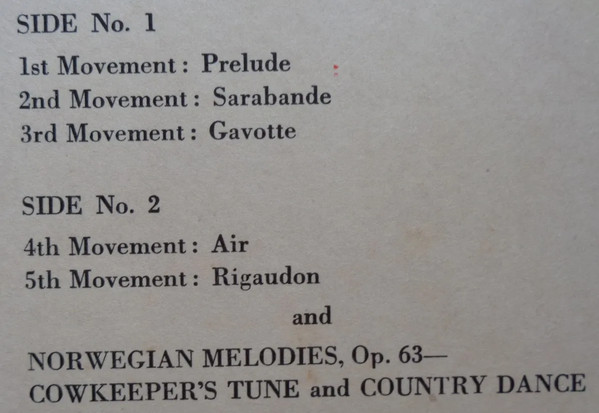 SIDE No. 1
1st Movement: Prelude
2nd Movement: Sarabande
3rd Movement: Gavotte
SIDE No. 2
4th Movement: Air
5th Movement: Rigaudon
and
NORWEGIAN MELODIES, Op. 63—
COWKEEPER'S TUNE and COUNTRY DANCE